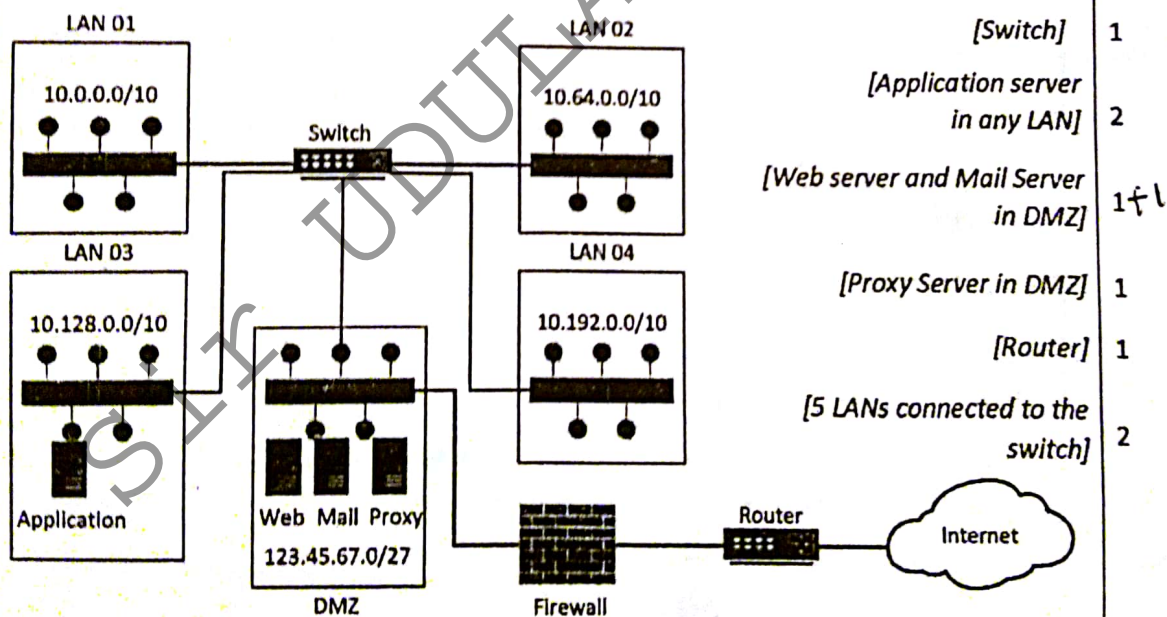 LAN 01
10.0.0.0/10
Switch
LAN 02
10.64.0.0/10
LAN 03
10.128.0.0/10
Application
Web Mail Proxy
123.45.67.0/27
DMZ
LAN 04
10.192.0.0/10
Firewall
Router
Internet
[Switch] 1
[Application server
in any LAN] 2
[Web server and Mail Server
in DMZ] 1+1
[Proxy Server in DMZ] 1
[Router] 1
[5 LANs connected to the
switch] 2
Sir UDULA